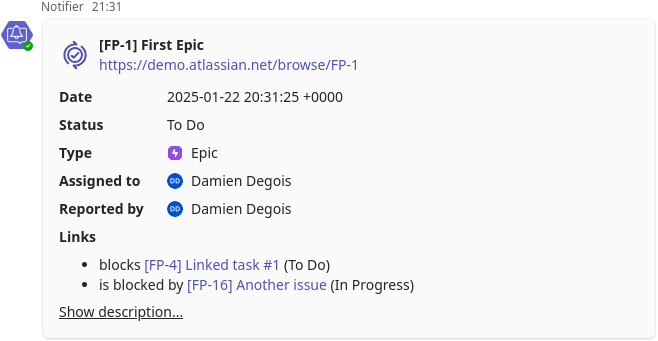 Notifier 21:31
[FP-1] First Epic
https://demo.atlassian.net/browse/FP-1
Date 2025-01-22 20:31:25 +0000
Status To Do
Type Epic
Assigned to DD Damien Degois
Reported by DD Damien Degois
Links
• blocks [FP-4] Linked task #1 (To Do)
• is blocked by [FP-16] Another issue (In Progress)
Show description...